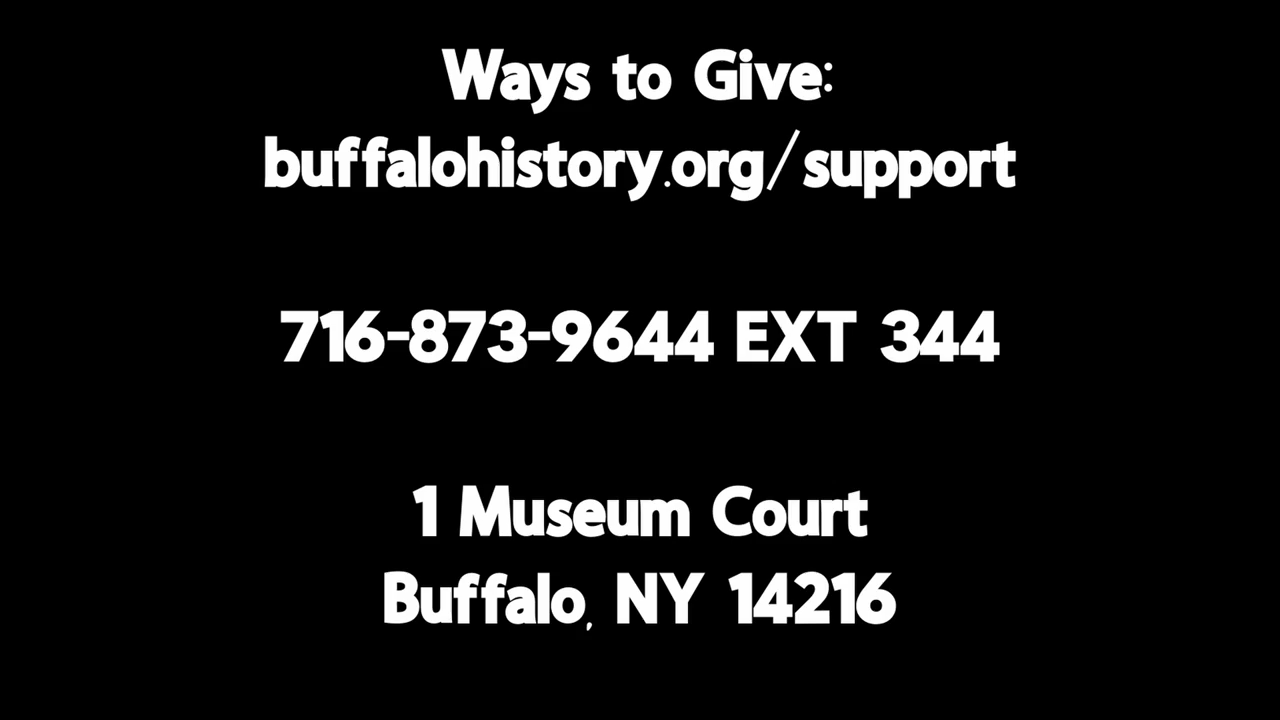 Ways to Give:
buffalohistory.org/support
716-873-9644 EXT 344
1 Museum Court
Buffalo, NY 14216